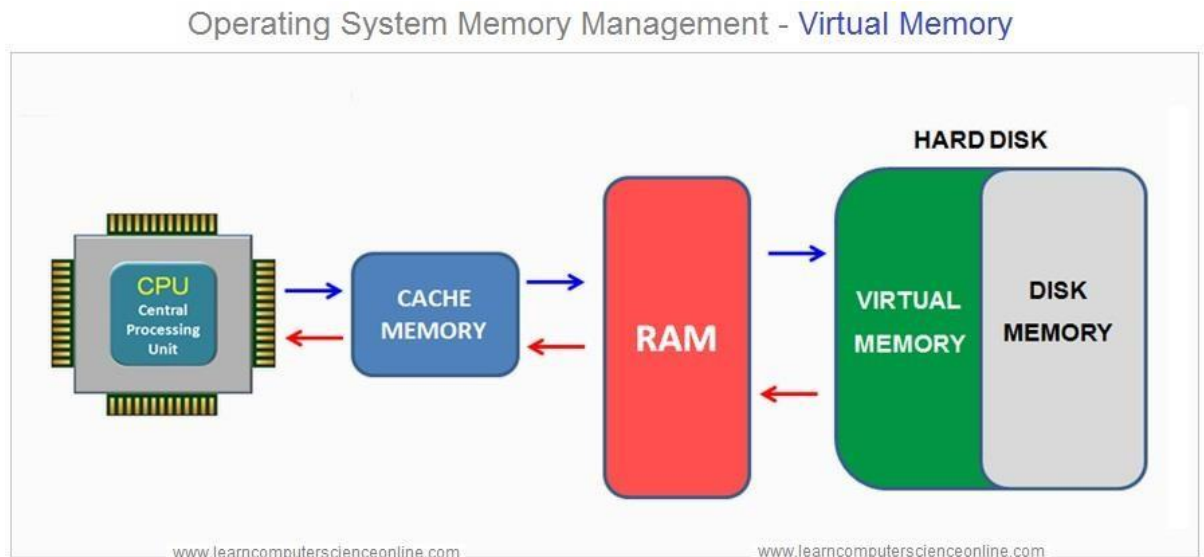 Operating System Memory Management - Virtual Memory
HARD DISK
CPU
Central
Processing
Unit
CACHE
MEMORY
RAM
VIRTUAL
MEMORY
DISK
MEMORY
www.learncomputerscienceonline.com
www.learncomputerscienceonline.com